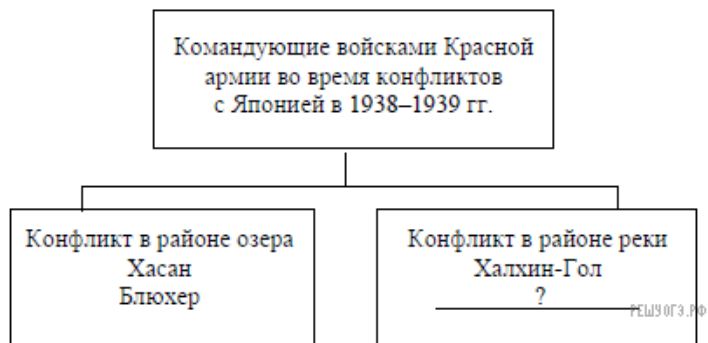 Командующие войсками Красной
армии во время конфликтов
с Японией в 1938–1939 гг.
Конфликт в районе озера
Хасан
Блюхер
Конфликт в районе реки
Халхин-Гол
?
РЕШУОГЭ.РФ